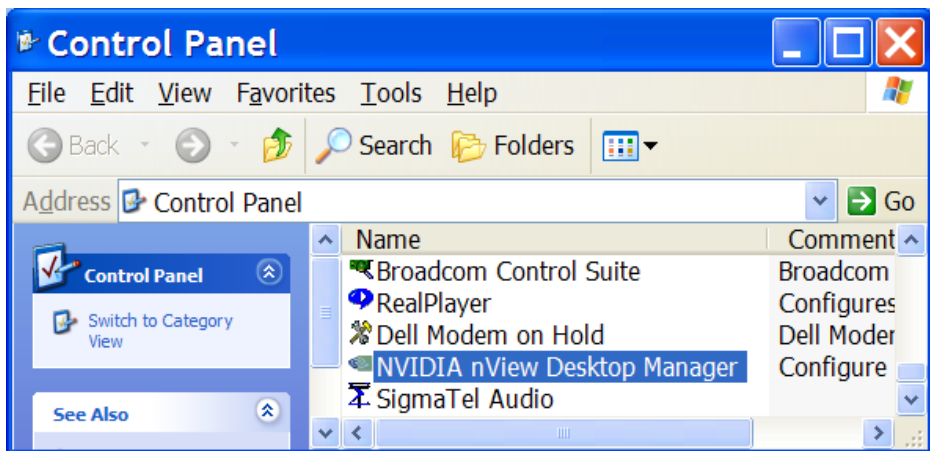 Control Panel
File Edit View Favorites Tools Help
Back Search Folders
Address Control Panel Go
Control Panel
Switch to Category
View
See Also
Name Comment
Broadcom Control Suite Broadcom
RealPlayer Configures
Dell Modem on Hold Dell Moder
NVIDIA nView Desktop Manager Configure
SigmaTel Audio